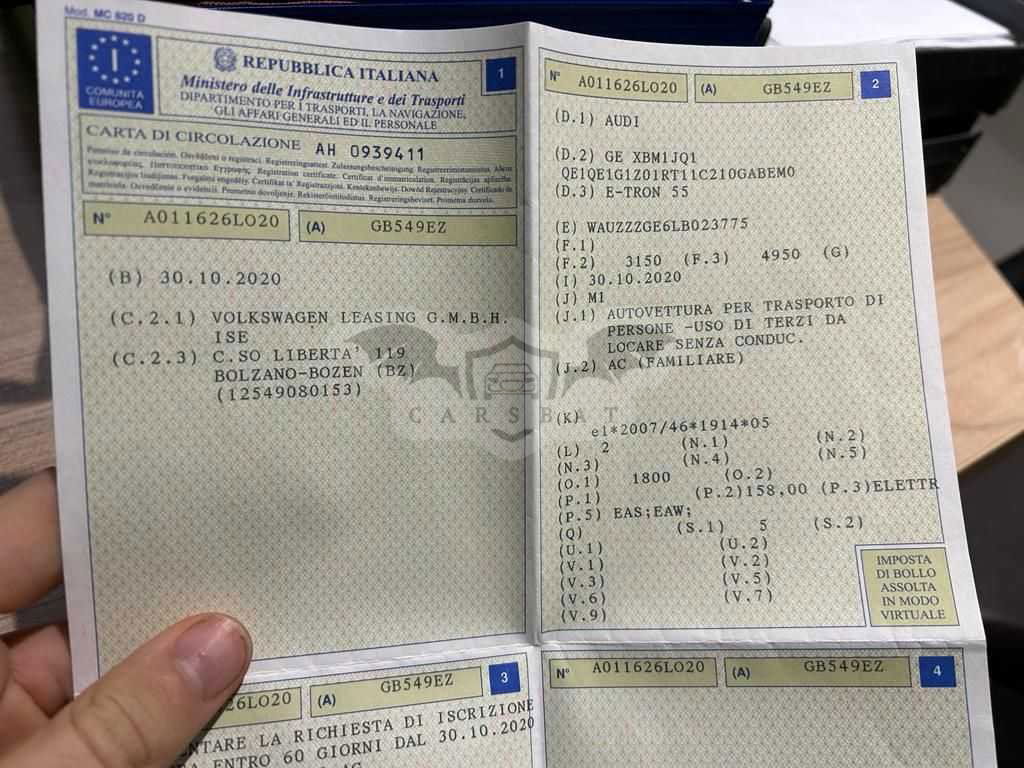 Mod. MC 820 D
I
COMUNITÀ
EUROPEA
REPUBBLICA ITALIANA
Ministero delle Infrastrutture e dei Trasporti
DIPARTIMENTO PER I TRASPORTI, LA NAVIGAZIONE,
GLI AFFARI GENERALI ED IL PERSONALE
1
CARTA DI CIRCOLAZIONE AH 0939411
N° A011626LO20 (A) GB549EZ
(B) 30.10.2020
(C.2.1) VOLKSWAGEN LEASING G.M.B.H.
ISE
(C.2.3) C.SO LIBERTA' 119
BOLZANO-BOZEN (BZ)
(12549080153)
N° A011626LO20 (A) GB549EZ 2
(D.1) AUDI
(D.2) GE XBM1JQ1
QE1QE1G1Z01RT11C210GABEM0
(D.3) E-TRON 55
(E) WAUZZZGE6LB023775
(F.1)
(F.2) 3150 (F.3) 4950 (G)
(I) 30.10.2020
(J) M1
(J.1) AUTOVETTURA PER TRASPORTO DI
PERSONE -USO DI TERZI DA
LOCARE SENZA CONDUC.
(J.2) AC (FAMILIARE)
(K) e1*2007/46*1914*05
(L) 2 (N.1) (N.2)
(N.3) (N.4) (N.5)
(O.1) 1800 (O.2)
(P.1) (P.2)158,00 (P.3)ELETTR
(P.5) EAS;EAW;
(Q) (S.1) 5 (S.2)
(U.1) (U.2)
(V.1) (V.2)
(V.3) (V.5)
(V.6) (V.7)
(V.9)
IMPOSTA
DI BOLLO
ASSOLTA
IN MODO
VIRTUALE
CARSBAT
626LO20 (A) GB549EZ 3
NTARE LA RICHIESTA DI ISCRIZIONE
ENTRO 60 GIORNI DAL 30.10.2020
N° A011626LO20 (A) GB549EZ 4